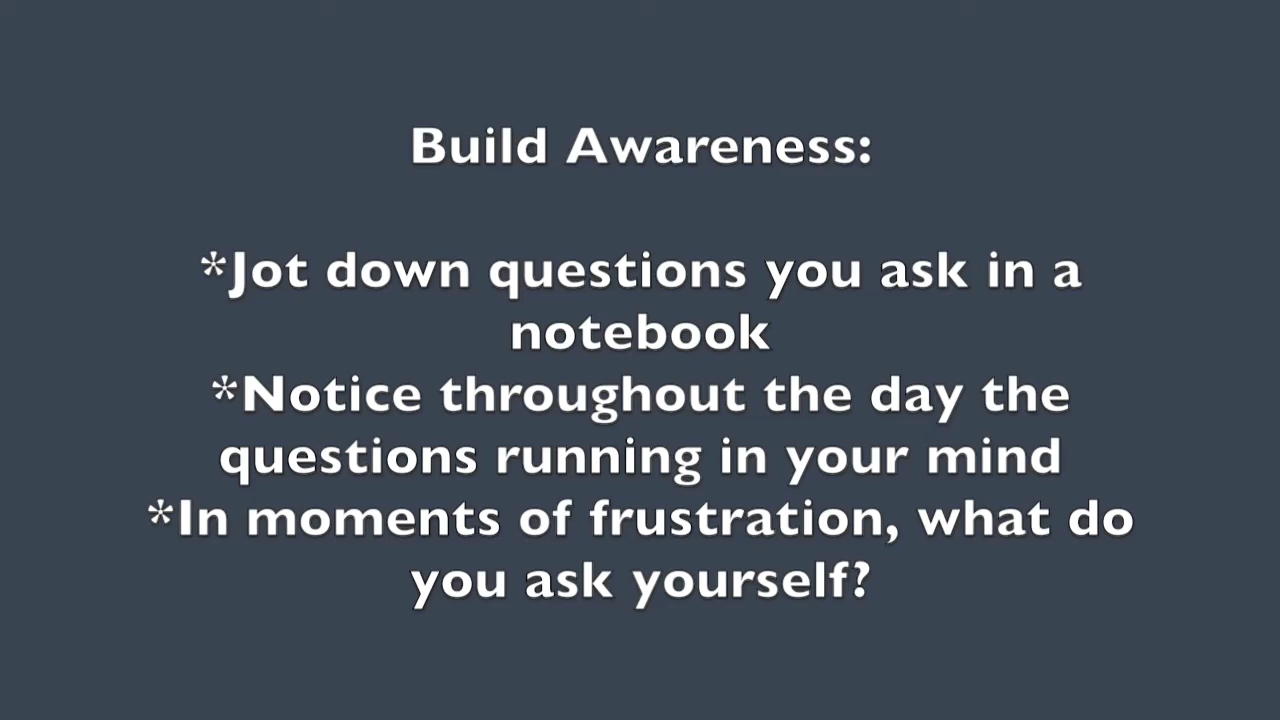 Build Awareness:
*Jot down questions you ask in a
notebook
*Notice throughout the day the
questions running in your mind
*In moments of frustration, what do
you ask yourself?